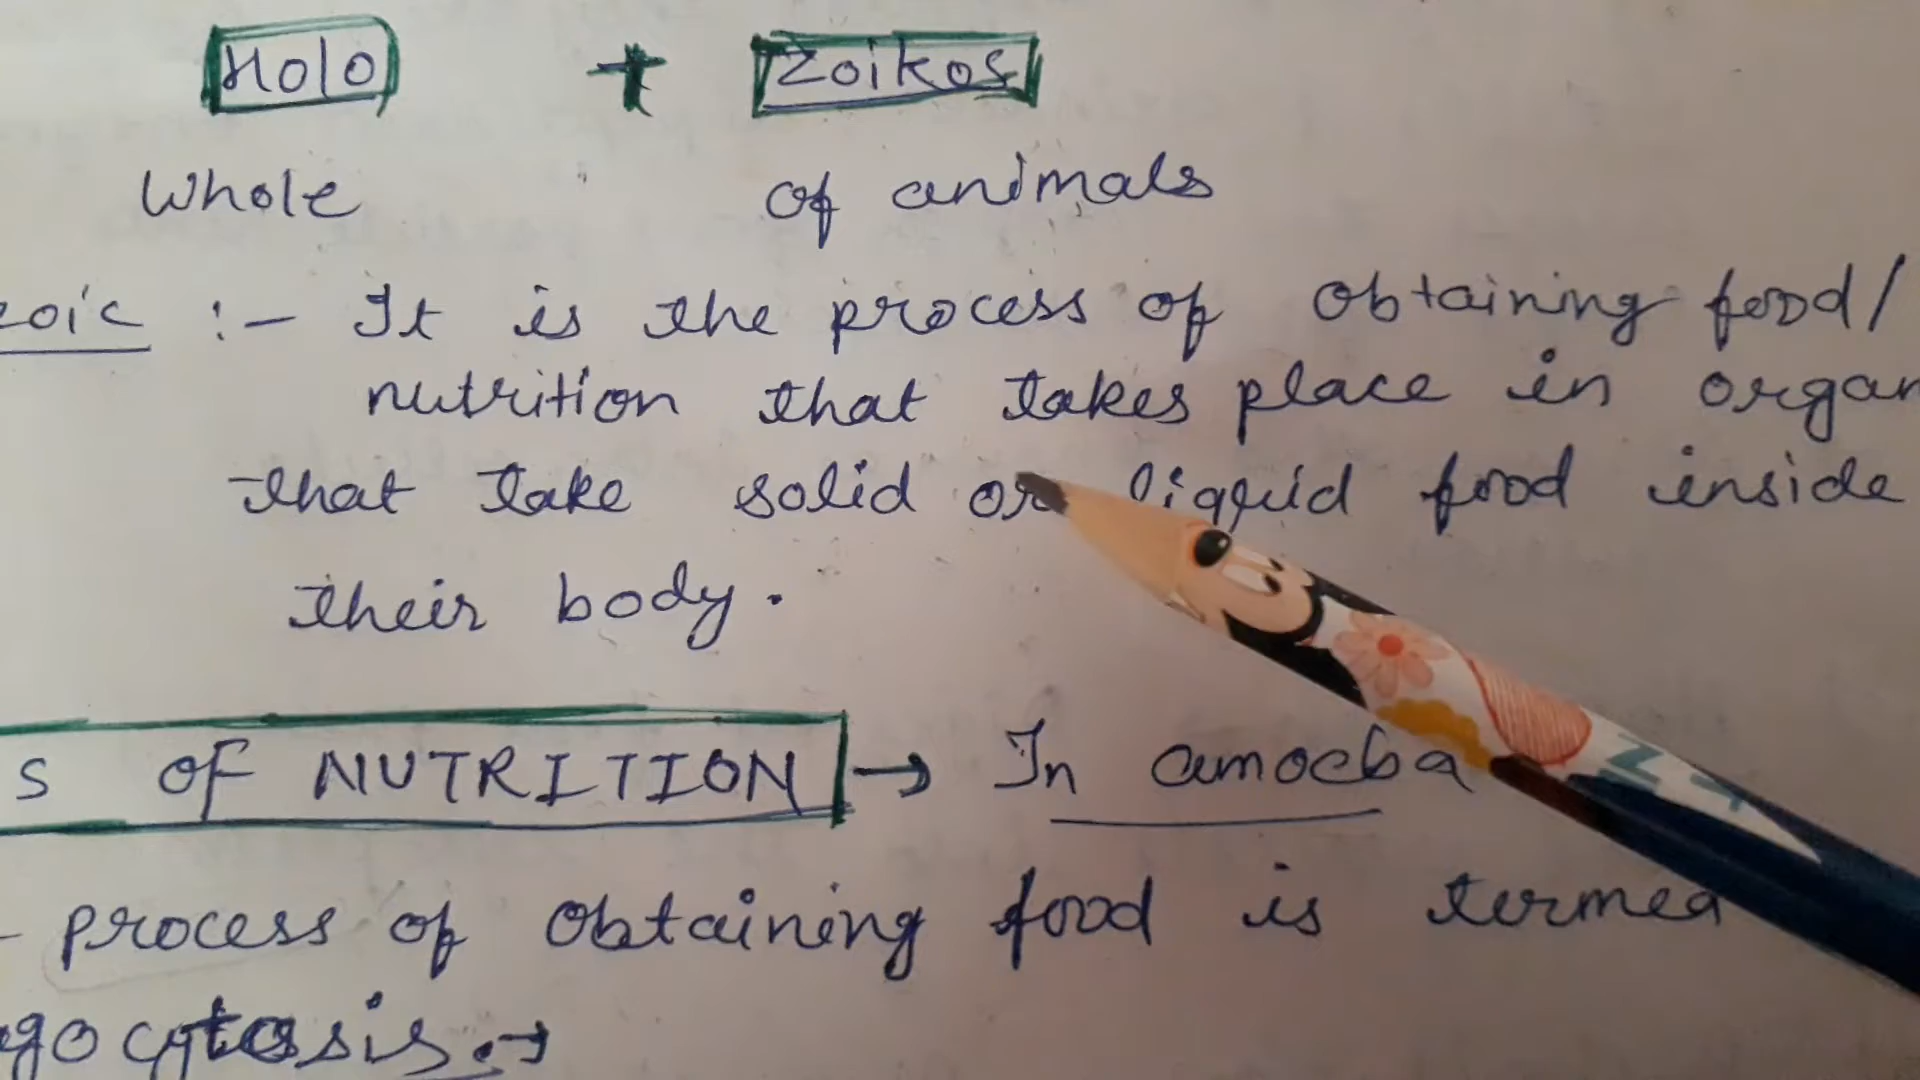 Holo + Zoikos
Whole of animals
zoic :- It is the process of obtaining food/
nutrition that takes place in organ
that take solid or liquid food inside
their body.
S OF NUTRITION → In amoeba
- process of obtaining food is termed
gocytosis. →